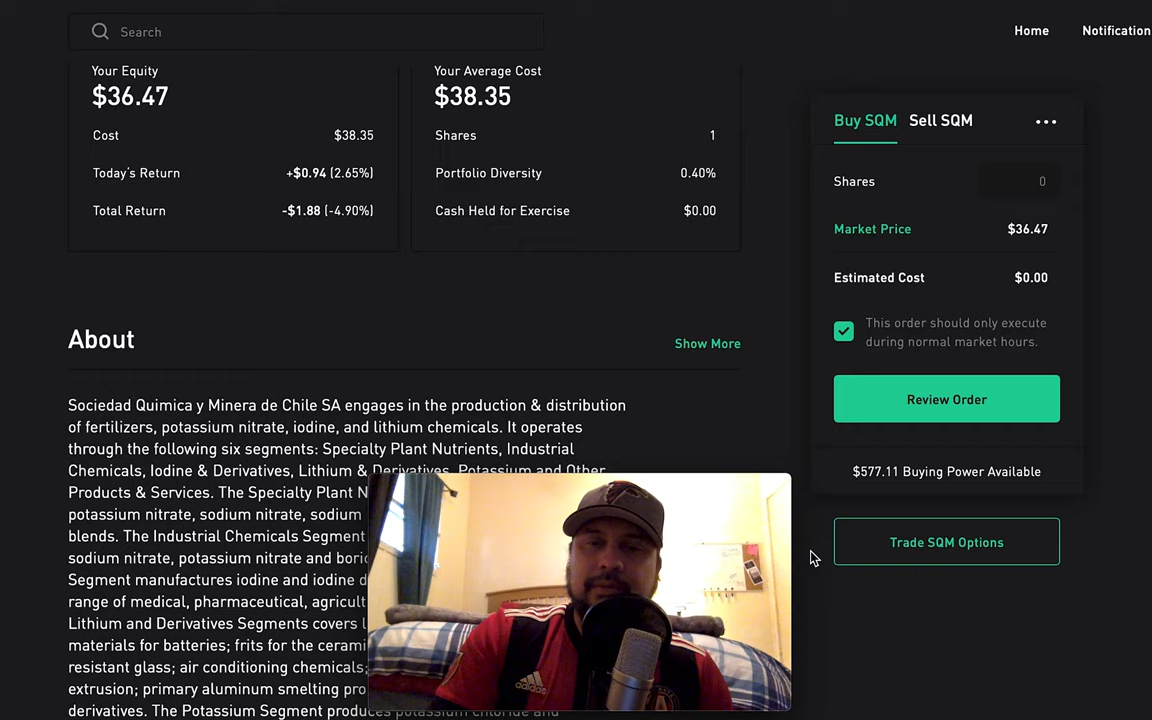 Search
Home
Notification
Your Equity
$36.47
Cost $38.35
Today's Return +$0.94 (2.65%)
Total Return -$1.88 (-4.90%)
Your Average Cost
$38.35
Shares 1
Portfolio Diversity 0.40%
Cash Held for Exercise $0.00
Buy SQM Sell SQM
Shares 0
Market Price $36.47
Estimated Cost $0.00
This order should only execute
during normal market hours.
Review Order
$577.11 Buying Power Available
Trade SQM Options
About
Show More
Sociedad Quimica y Minera de Chile SA engages in the production & distribution
of fertilizers, potassium nitrate, iodine, and lithium chemicals. It operates
through the following six segments: Specialty Plant Nutrients, Industrial
Chemicals, Iodine & Derivatives, Lithium & Derivatives, Potassium and Other
Products & Services. The Specialty Plant
potassium nitrate, sodium nitrate, sodium
blends. The Industrial Chemicals Segment
sodium nitrate, potassium nitrate and
Segment manufactures iodine and iodine
range of medical, pharmaceutical,
Lithium and Derivatives Segments covers
materials for batteries; frits for the
resistant glass; air conditioning chemicals;
extrusion; primary aluminum smelting
derivatives. The Potassium Segment produces potassium chloride and
adidas